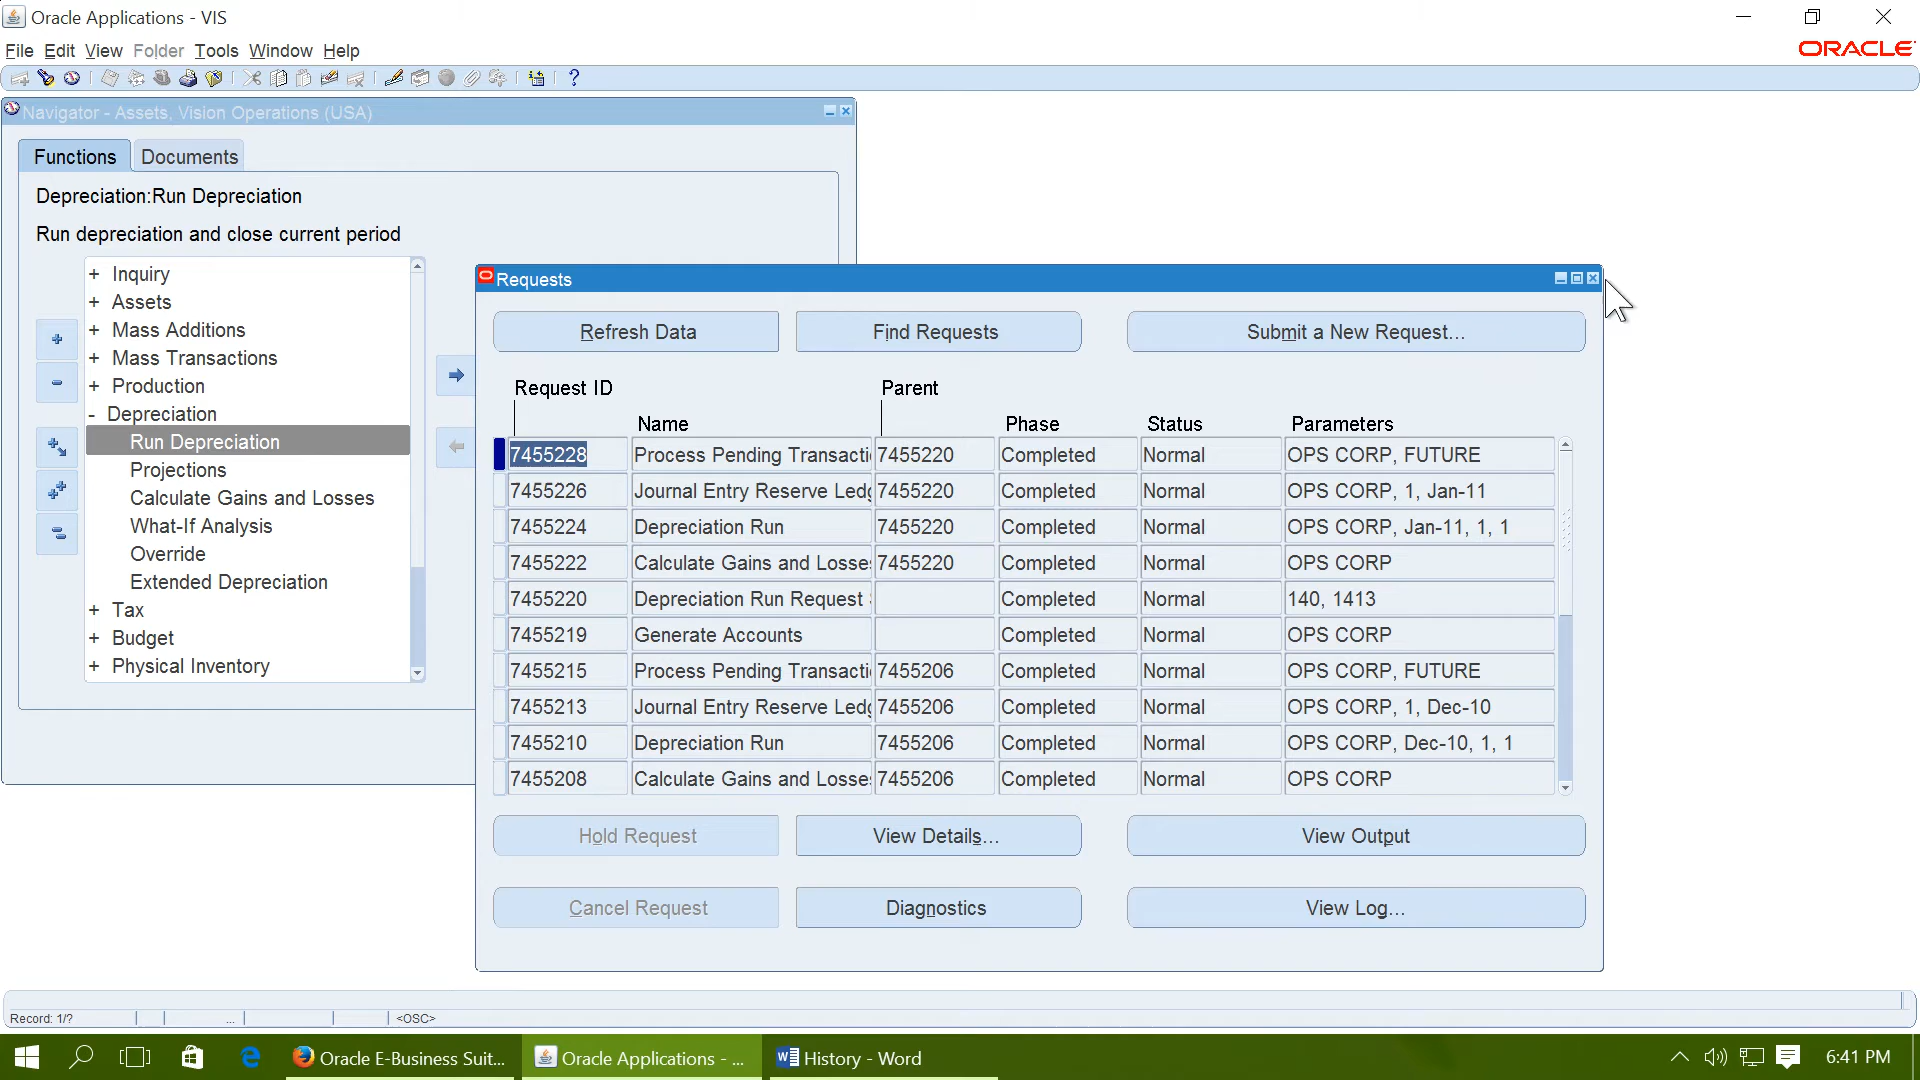 Oracle Applications - VIS
File Edit View Folder Tools Window Help
ORACLE
Navigator - Assets, Vision Operations (USA)
Functions Documents
Depreciation:Run Depreciation
Run depreciation and close current period
+ Inquiry
+ Assets
+ Mass Additions
+ Mass Transactions
+ Production
- Depreciation
Run Depreciation
Projections
Calculate Gains and Losses
What-If Analysis
Override
Extended Depreciation
+ Tax
+ Budget
+ Physical Inventory
Requests
Refresh Data Find Requests Submit a New Request...
Request ID Parent
Name Phase Status Parameters
7455228 Process Pending Transacti 7455220 Completed Normal OPS CORP, FUTURE
7455226 Journal Entry Reserve Led 7455220 Completed Normal OPS CORP, 1, Jan-11
7455224 Depreciation Run 7455220 Completed Normal OPS CORP, Jan-11, 1, 1
7455222 Calculate Gains and Losse 7455220 Completed Normal OPS CORP
7455220 Depreciation Run Request Completed Normal 140, 1413
7455219 Generate Accounts Completed Normal OPS CORP
7455215 Process Pending Transacti 7455206 Completed Normal OPS CORP, FUTURE
7455213 Journal Entry Reserve Led 7455206 Completed Normal OPS CORP, 1, Dec-10
7455210 Depreciation Run 7455206 Completed Normal OPS CORP, Dec-10, 1, 1
7455208 Calculate Gains and Losse 7455206 Completed Normal OPS CORP
Hold Request View Details... View Output
Cancel Request Diagnostics View Log...
Record: 1/? ... <OSC>
Oracle E-Business Suit... Oracle Applications - ... History - Word 6:41 PM